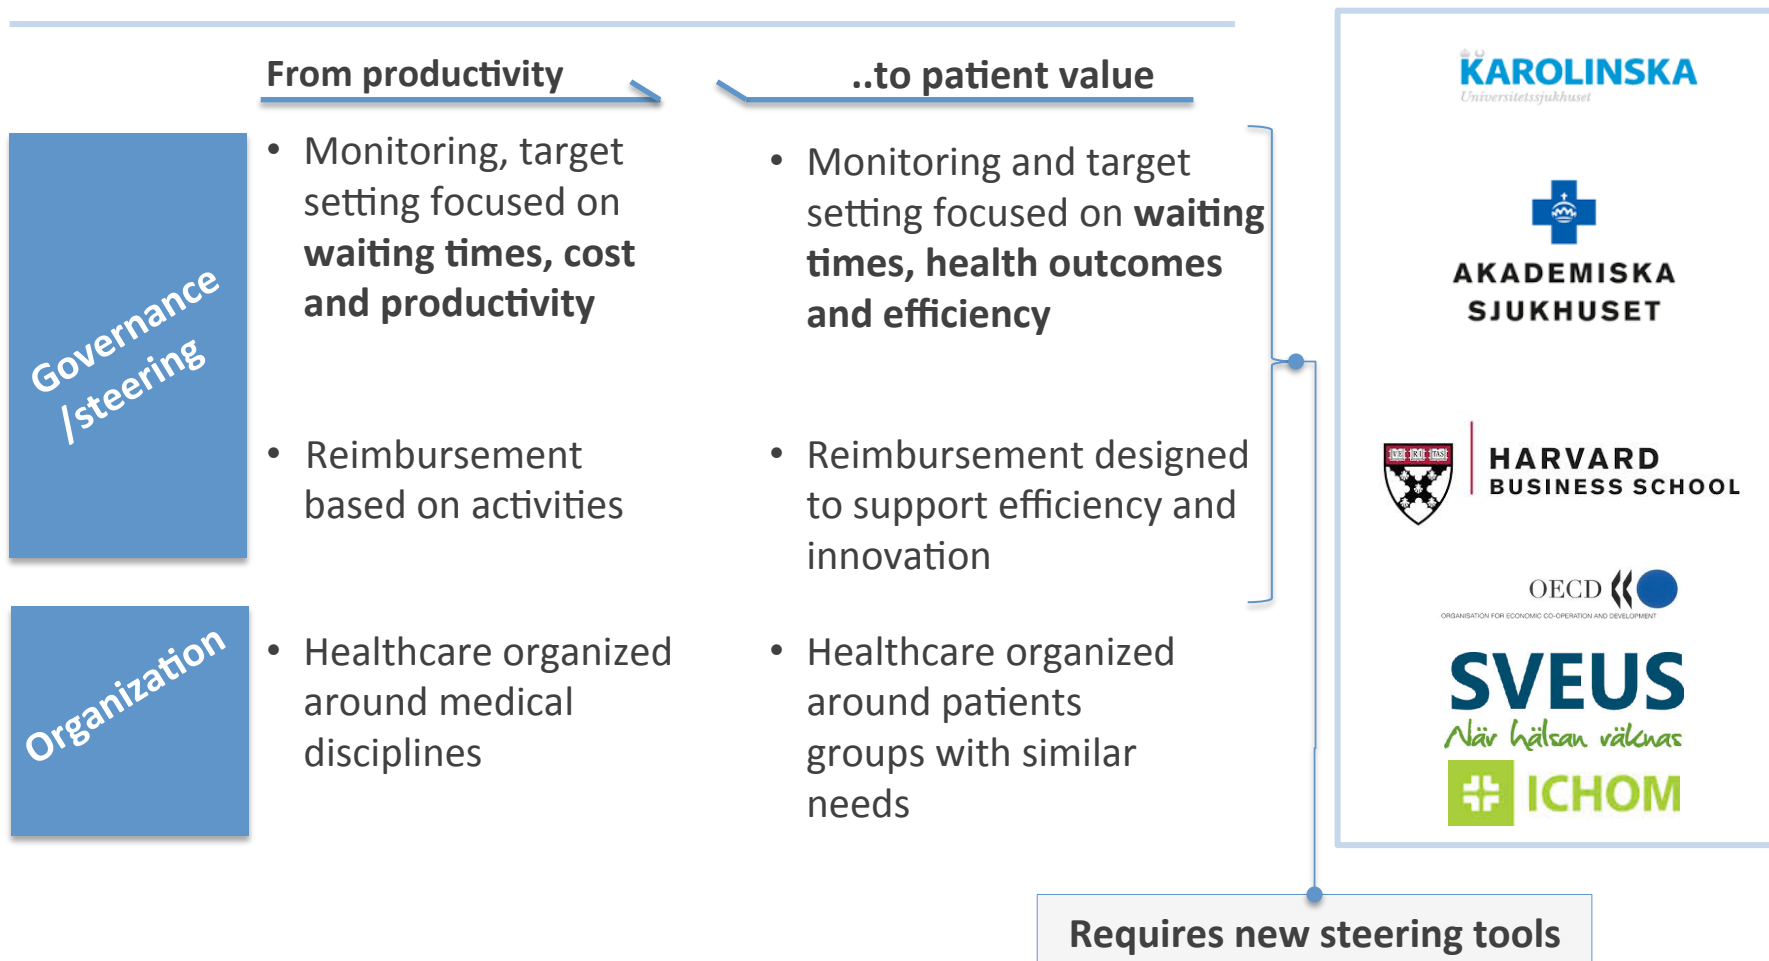 From productivity
..to patient value
Governance
/steering
• Monitoring, target
setting focused on
waiting times, cost
and productivity
• Monitoring and target
setting focused on waiting
times, health outcomes
and efficiency
• Reimbursement
based on activities
• Reimbursement designed
to support efficiency and
innovation
Organization
• Healthcare organized
around medical
disciplines
• Healthcare organized
around patients
groups with similar
needs
Requires new steering tools
KAROLINSKA
Universitetssjukhuset
AKADEMISKA
SJUKHUSET
VE RI TAS
HARVARD
BUSINESS SCHOOL
OECD
ORGANISATION FOR ECONOMIC CO-OPERATION AND DEVELOPMENT
SVEUS
När hälsan räknas
ICHOM